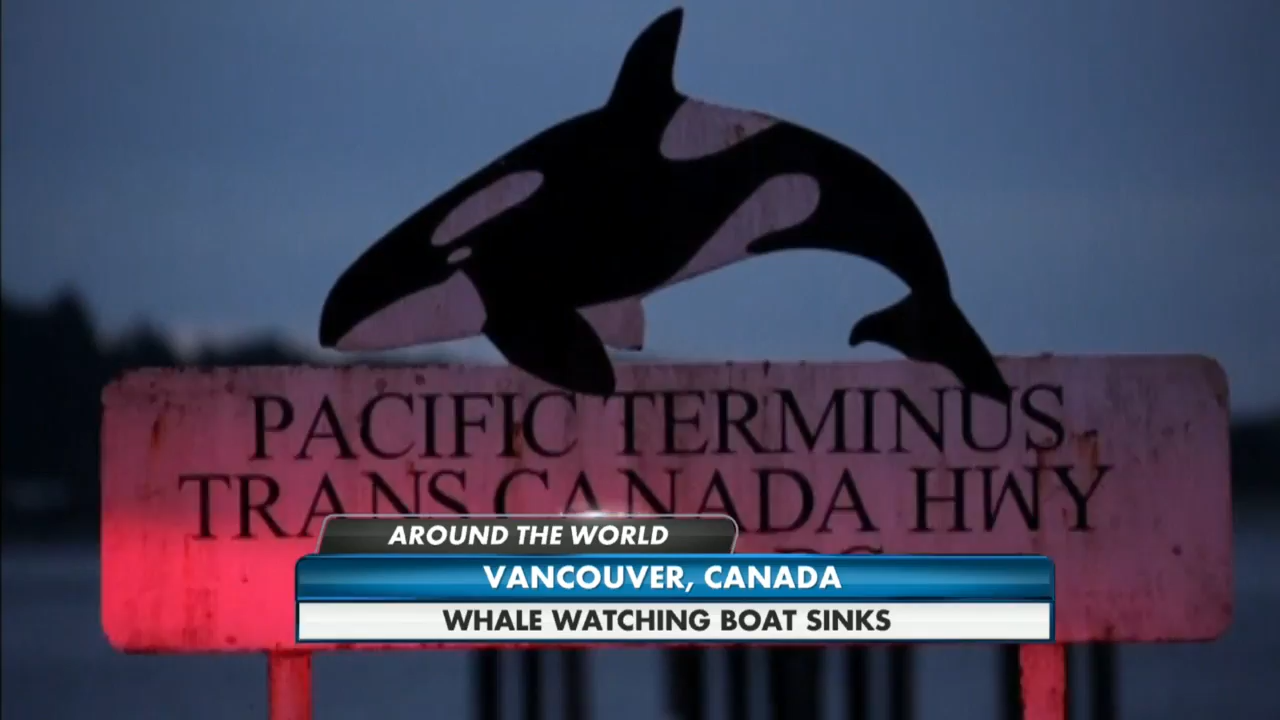 PACIFIC TERMINUS
TRANS CANADA HWY
AROUND THE WORLD
VANCOUVER, CANADA
WHALE WATCHING BOAT SINKS